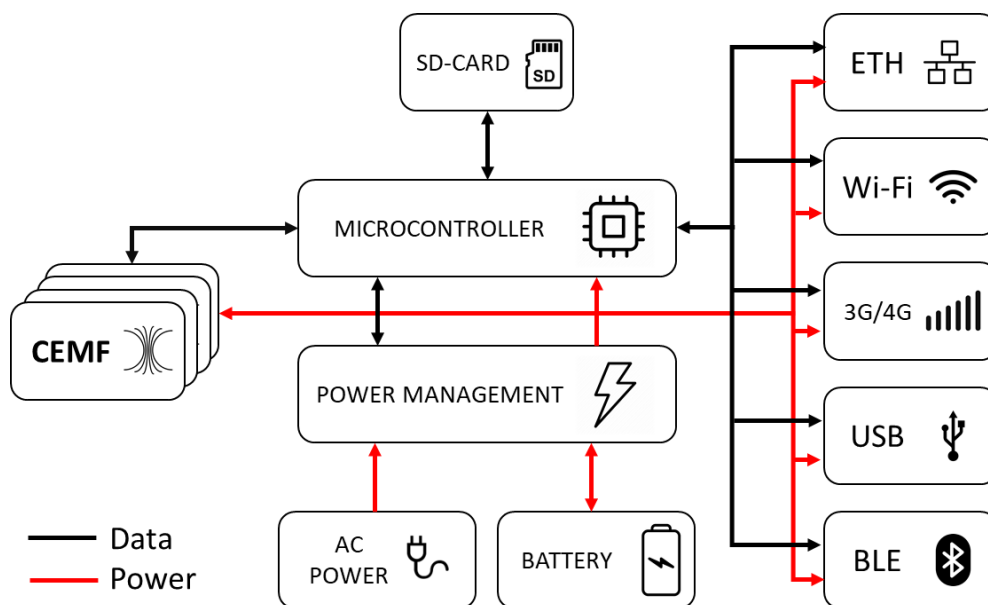 SD-CARD
SD
ETH
Wi-Fi
MICROCONTROLLER
3G/4G
CEMF
POWER MANAGEMENT
USB
AC
POWER
BATTERY
BLE
Data
Power